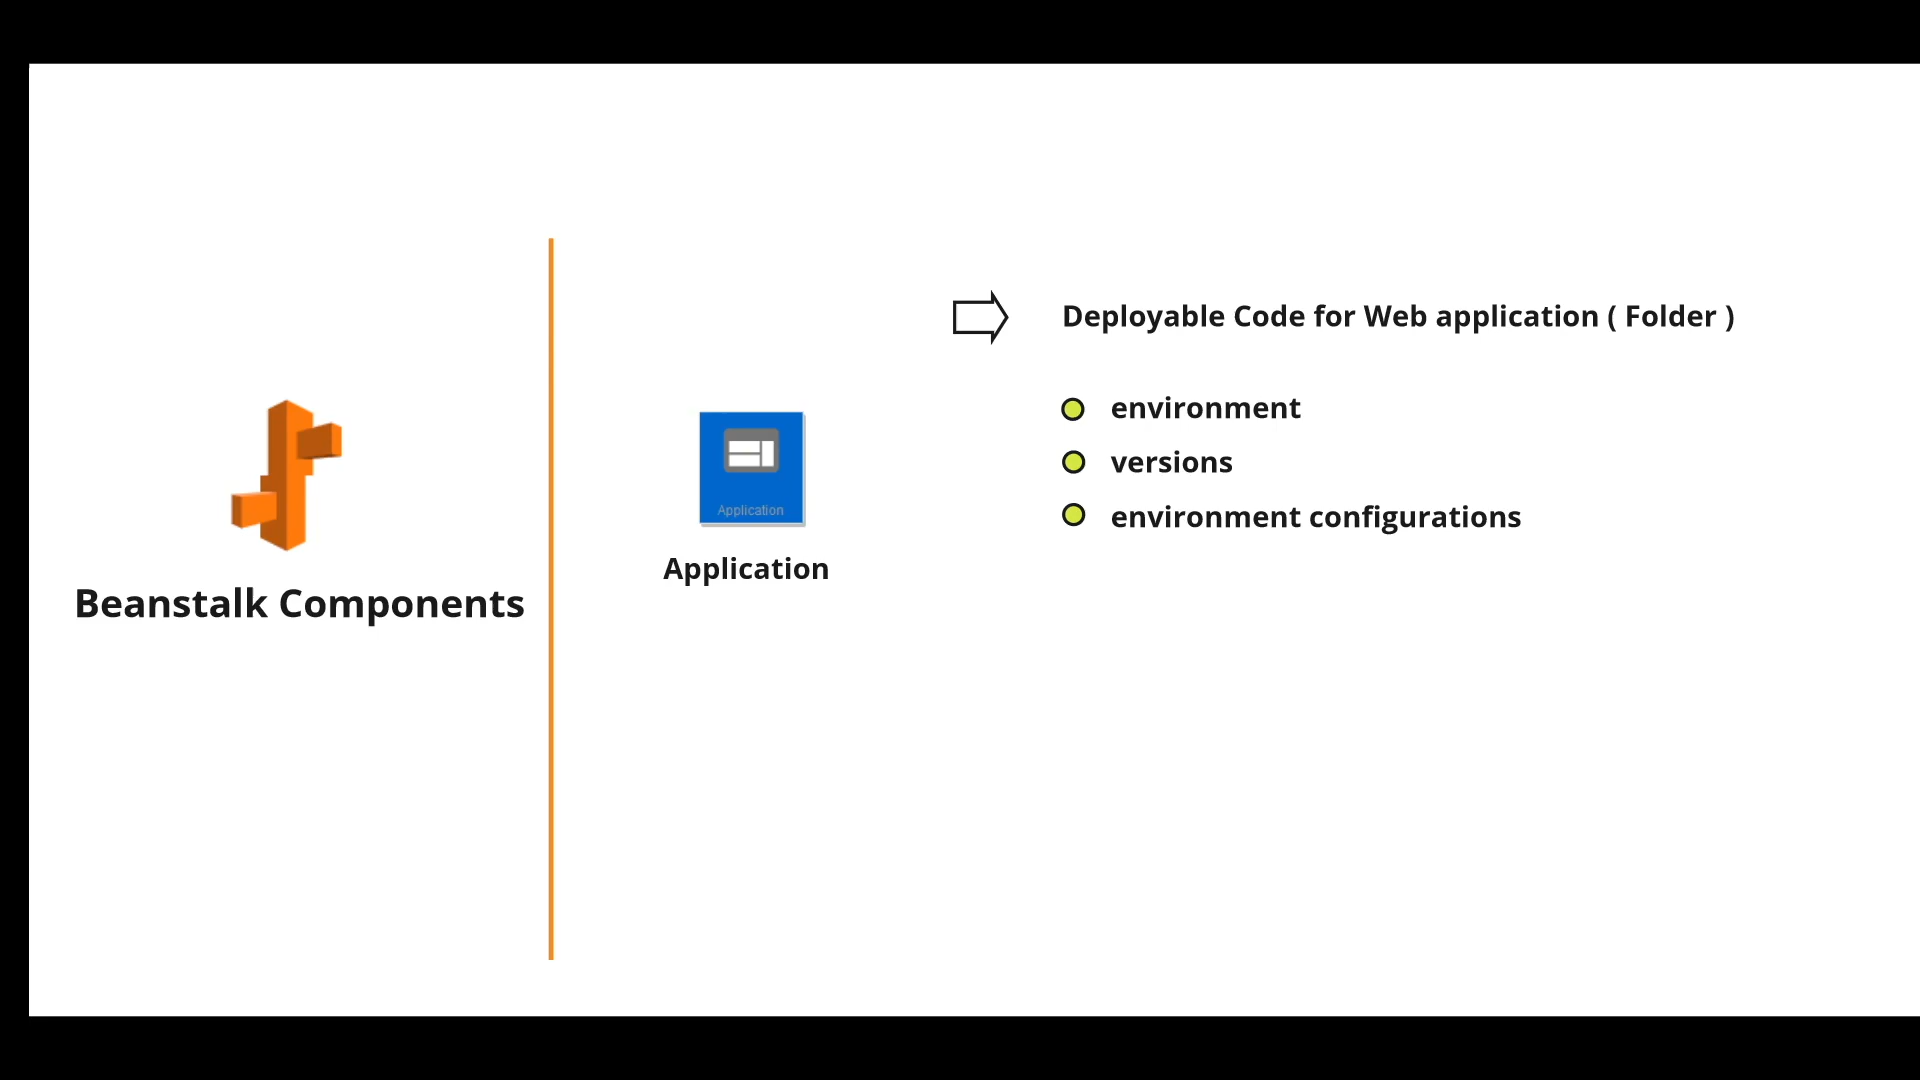 Beanstalk Components
Application
Application
Deployable Code for Web application ( Folder )
environment
versions
environment configurations